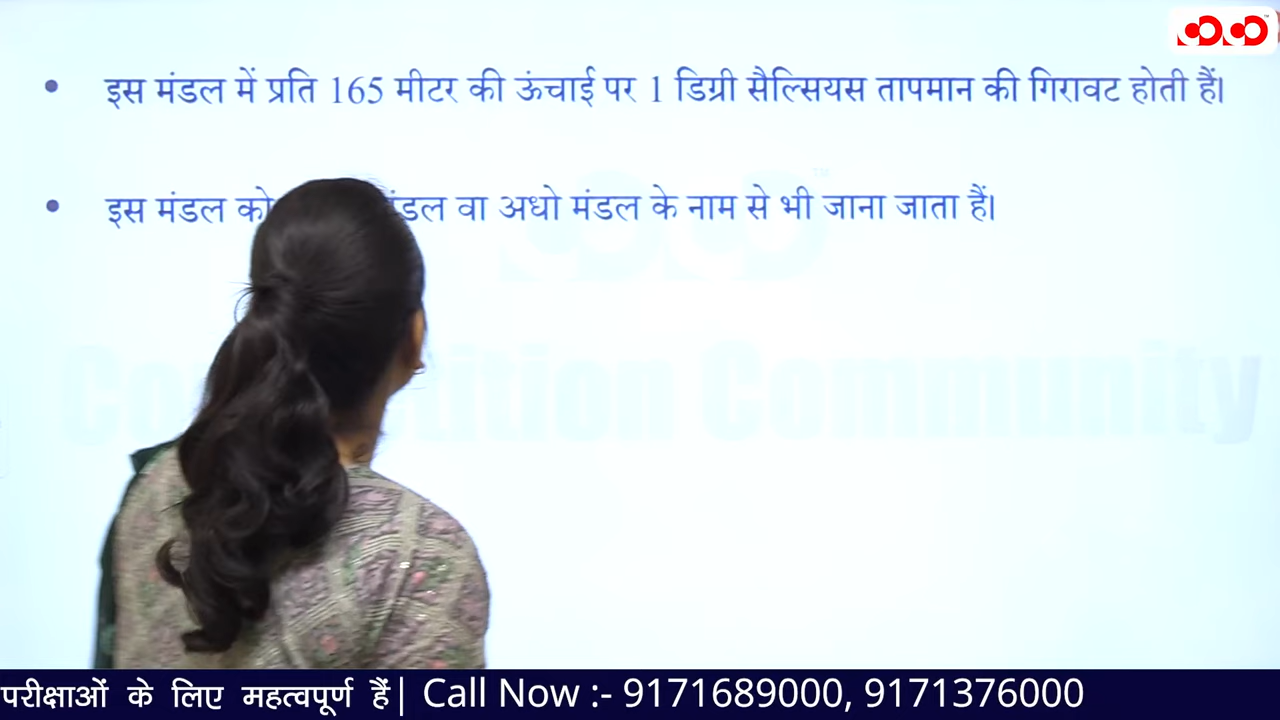 इस मंडल में प्रति 165 मीटर की ऊंचाई पर 1 डिग्री सैल्सियस तापमान की गिरावट होती हैं।
इस मंडल को मंडल वा अधो मंडल के नाम से भी जाना जाता हैं।
Community
परीक्षाओं के लिए महत्वपूर्ण हैं| Call Now :- 9171689000, 9171376000